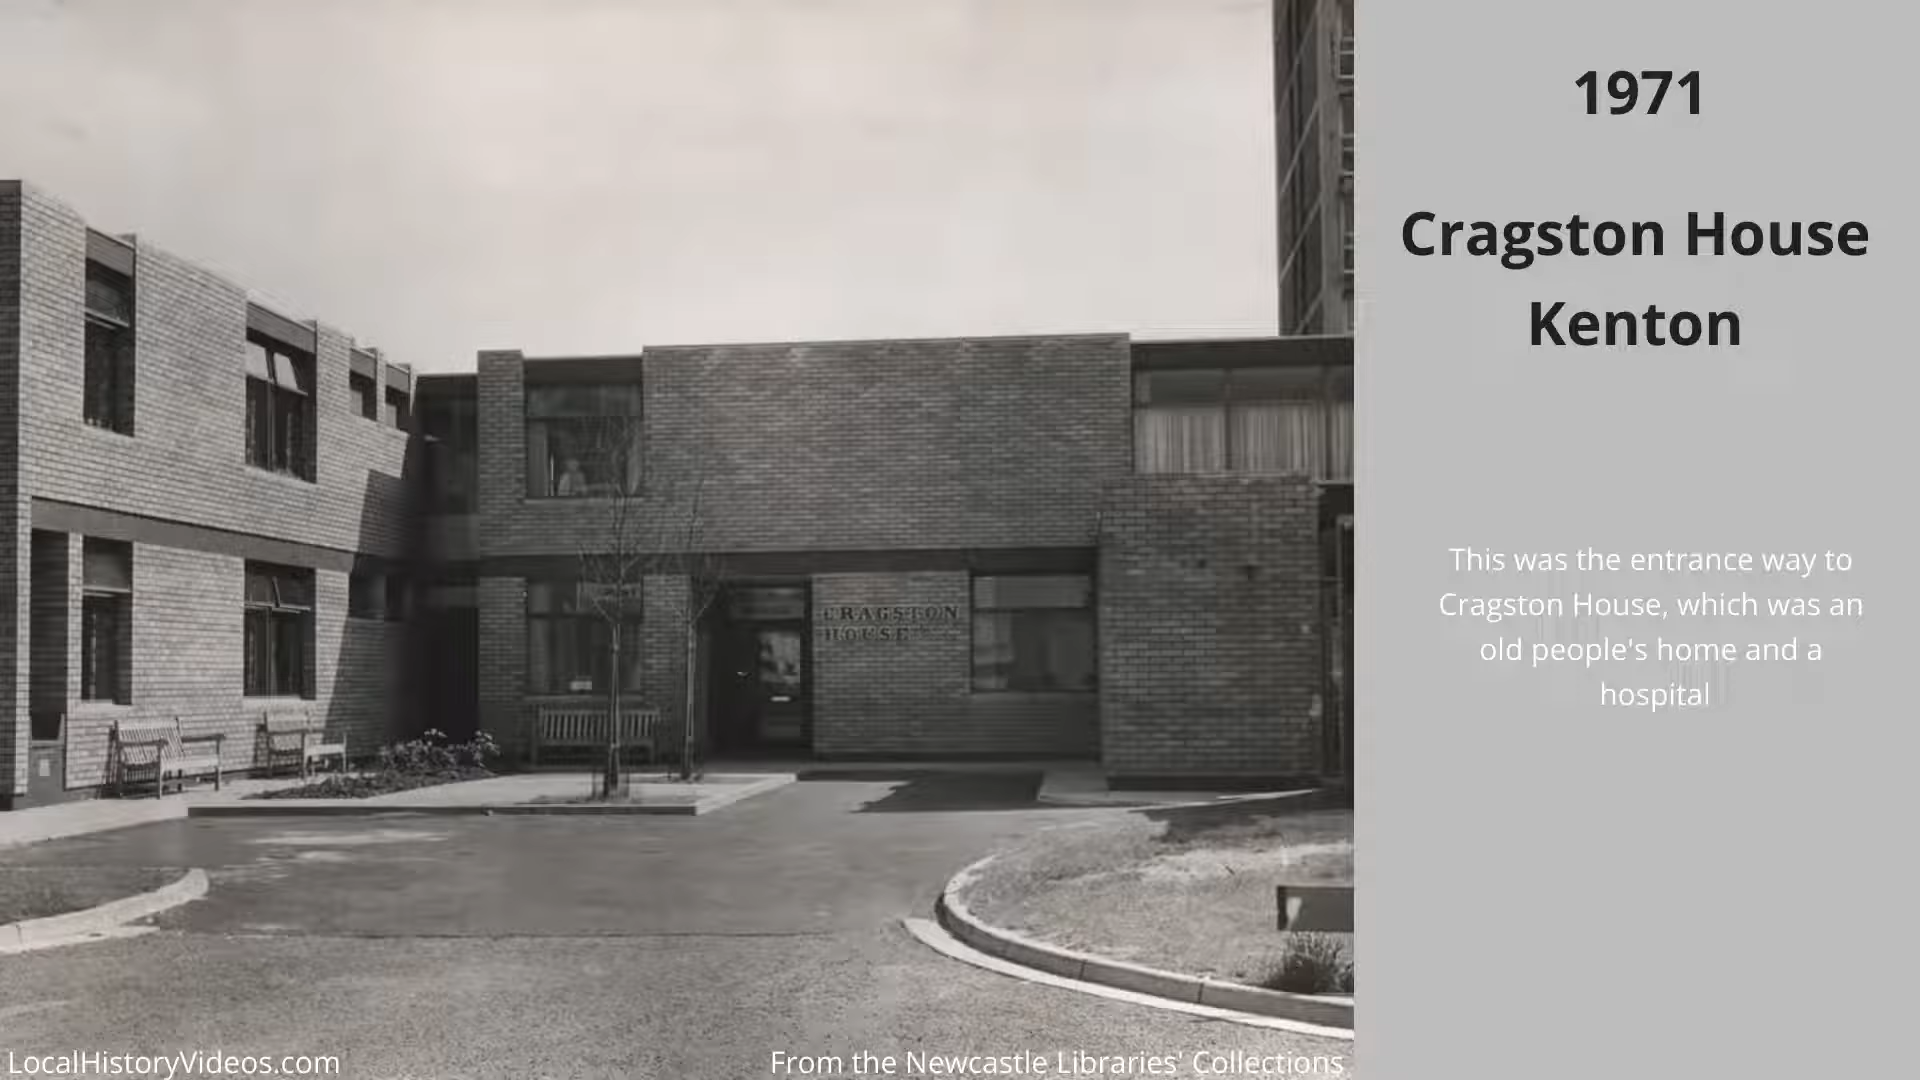 1971
Cragston House
Kenton
This was the entrance way to
Cragston House, which was an
old people's home and a
hospital
CRAGSTON
HOUSE
LocalHistoryVideos.com
From the Newcastle Libraries' Collections